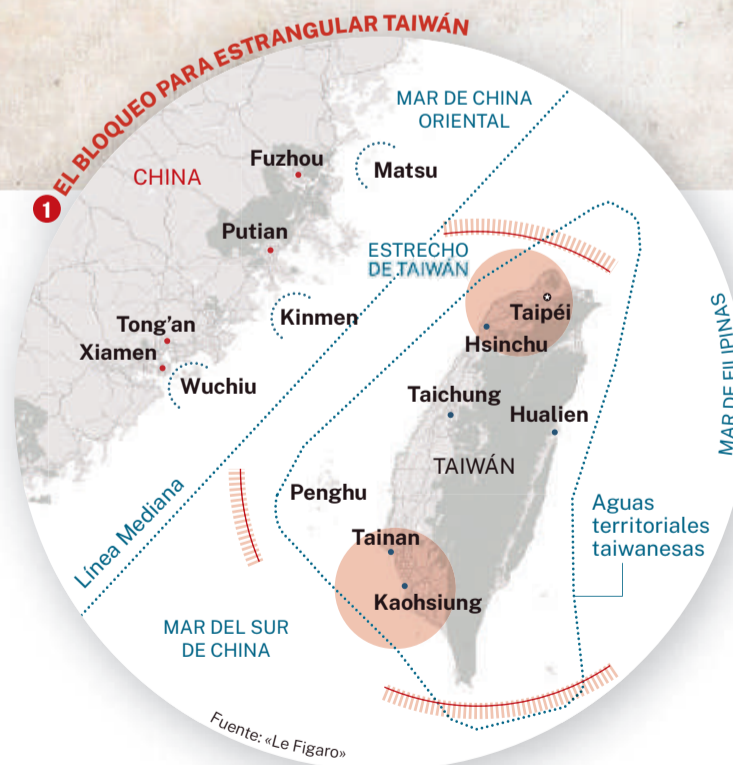 1 EL BLOQUEO PARA ESTRANGULAR TAIWÁN
MAR DE CHINA
ORIENTAL
Fuzhou
CHINA
Matsu
Putian
ESTRECHO
DE TAIWÁN
Kinmen
Taipéi
Tong'an
Hsinchu
Xiamen
Wuchiu
MAR DE FILIPINAS
Taichung
Hualien
TAIWÁN
Penghu
Línea Mediana
Aguas
territoriales
taiwanesas
Tainan
Kaohsiung
MAR DEL SUR
DE CHINA
Fuente: «Le Figaro»